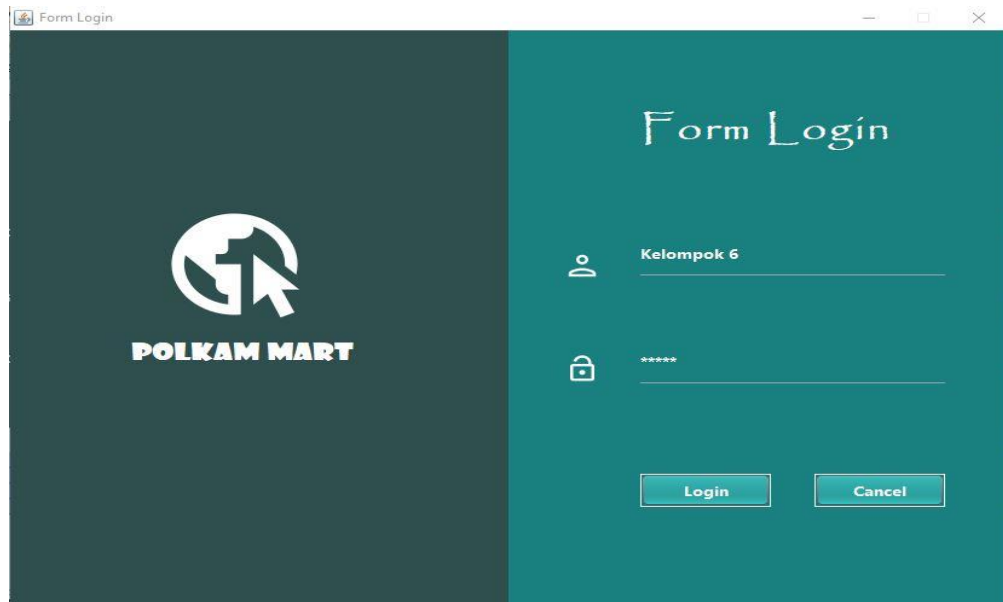 Form Login
Form Login
Kelompok 6
POLKAM MART
*****
Login
Cancel